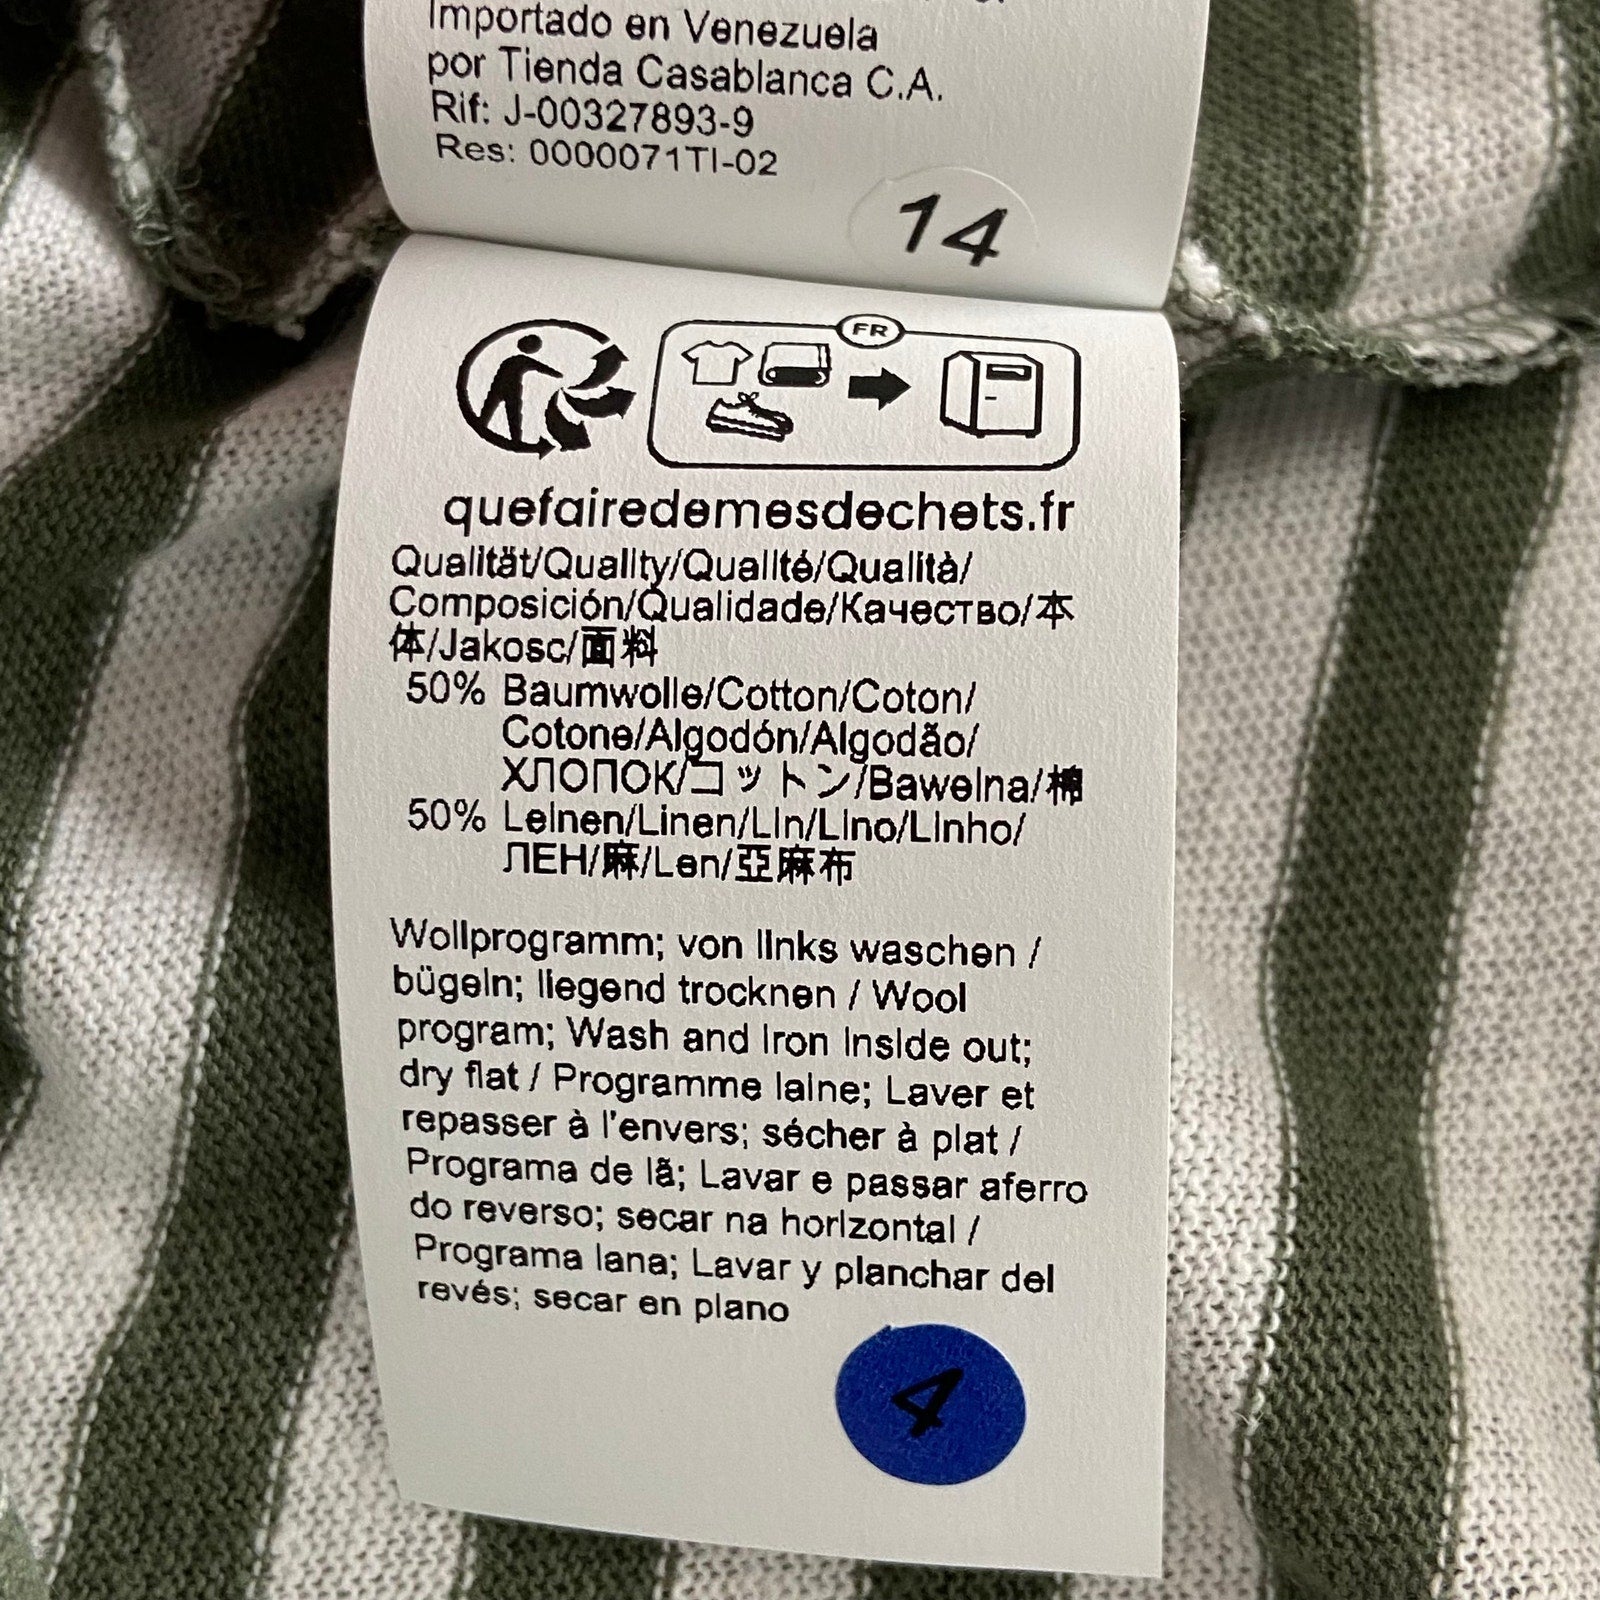 Importado en Venezuela
por Tienda Casablanca C.A.
Rif: J-00327893-9
Res: 0000071TI-02
14
FR
quefairedemesdechets.fr
Qualität/Quality/Qualité/Qualità/
Composición/Qualidade/Качество/本
体/Jakosc/面料
50% Baumwolle/Cotton/Coton/
Cotone/Algodón/Algodão/
ХЛОПОК/コットン/Bawelna/棉
50% Leinen/Linen/Lin/Lino/Linho/
ЛЕН/麻/Len/亞麻布
Wollprogramm; von links waschen /
bügeln; liegend trocknen / Wool
program; Wash and Iron Inside out;
dry flat / Programme laine; Laver et
repasser à l'envers; sécher à plat /
Programa de lã; Lavar e passar aferro
do reverso; secar na horizontal /
Programa lana; Lavar y planchar del
revés; secar en plano
4